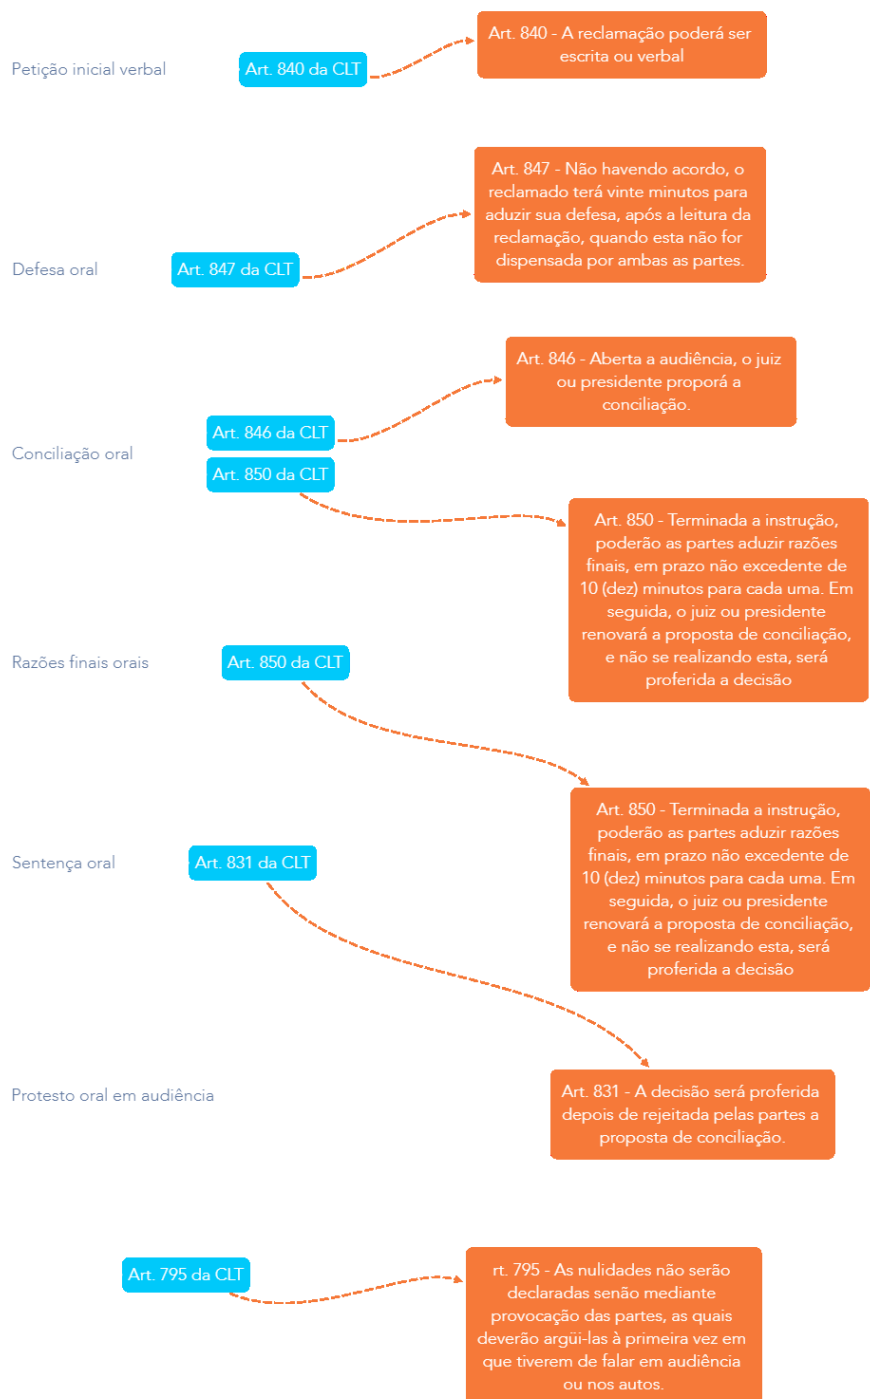 Petição inicial verbal
Art. 840 da CLT
Art. 840 - A reclamação poderá ser
escrita ou verbal
Defesa oral
Art. 847 da CLT
Art. 847 - Não havendo acordo, o
reclamado terá vinte minutos para
aduzir sua defesa, após a leitura da
reclamação, quando esta não for
dispensada por ambas as partes.
Conciliação oral
Art. 846 da CLT
Art. 846 - Aberta a audiência, o juiz
ou presidente proporá a
conciliação.
Art. 850 da CLT
Art. 850 - Terminada a instrução,
poderão as partes aduzir razões
finais, em prazo não excedente de
10 (dez) minutos para cada uma. Em
seguida, o juiz ou presidente
renovará a proposta de conciliação,
e não se realizando esta, será
proferida a decisão
Razões finais orais
Art. 850 da CLT
Art. 850 - Terminada a instrução,
poderão as partes aduzir razões
finais, em prazo não excedente de
10 (dez) minutos para cada uma. Em
seguida, o juiz ou presidente
renovará a proposta de conciliação,
e não se realizando esta, será
proferida a decisão
Sentença oral
Art. 831 da CLT
Art. 831 - A decisão será proferida
depois de rejeitada pelas partes a
proposta de conciliação.
Protesto oral em audiência
Art. 795 da CLT
rt. 795 - As nulidades não serão
declaradas senão mediante
provocação das partes, as quais
deverão argüi-las à primeira vez em
que tiverem de falar em audiência
ou nos autos.